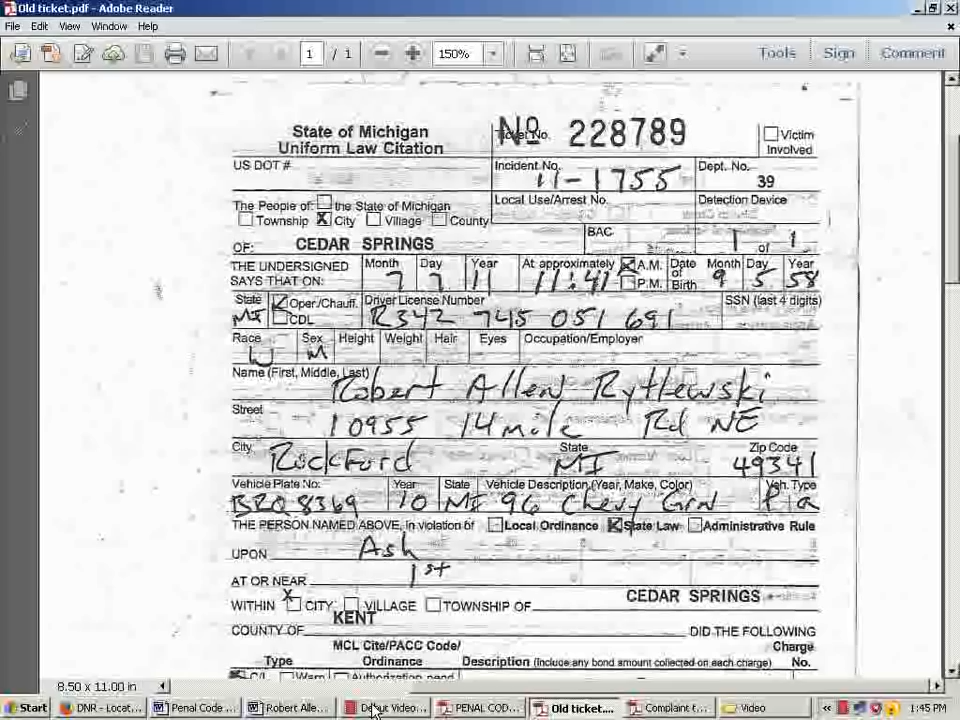 Old ticket.pdf - Adobe Reader
File Edit View Window Help
1 / 1 150% Tools Sign Comment
State of Michigan
Uniform Law Citation
Ticket No.
Nº 228789
Victim Involved
US DOT #
Incident No. 11-1755
Dept. No. 39
The People of: the State of Michigan
Township X City Village County
Local Use/Arrest No.
Detection Device
OF: CEDAR SPRINGS
BAC
1 of 1
THE UNDERSIGNED SAYS THAT ON:
Month 7 Day 7 Year 11
At approximately 11:41 A.M. P.M.
Date of Birth Month 9 Day 5 Year 58
State MI Oper./Chauf. CDL
Driver License Number R342 745 051 691
SSN (last 4 digits)
Race W Sex M Height Weight Hair Eyes Occupation/Employer
Name (First, Middle, Last) Robert Allen Rytlewski
Street 10955 14 mile Rd NE
City Rockford State MI Zip Code 49341
Vehicle Plate No: BRQ8369 Year 10 State MI Vehicle Description (Year, Make, Color) 96 Chevy Grn Veh. Type Pa
THE PERSON NAMED ABOVE, in violation of Local Ordinance State Law Administrative Rule
UPON Ash
AT OR NEAR 1st
WITHIN X CITY VILLAGE TOWNSHIP OF CEDAR SPRINGS
COUNTY OF KENT DID THE FOLLOWING
Type MCL Cite/PACC Code/ Ordinance Description (Include any bond amount collected on each charge) Charge No.
C/I Warn Authorization pend
8.50 x 11.00 in
Start DNR - Locat... Penal Code ... Robert Alle... Debut Video... PENAL COD... Old ticket.... Complaint t... Video 1:45 PM